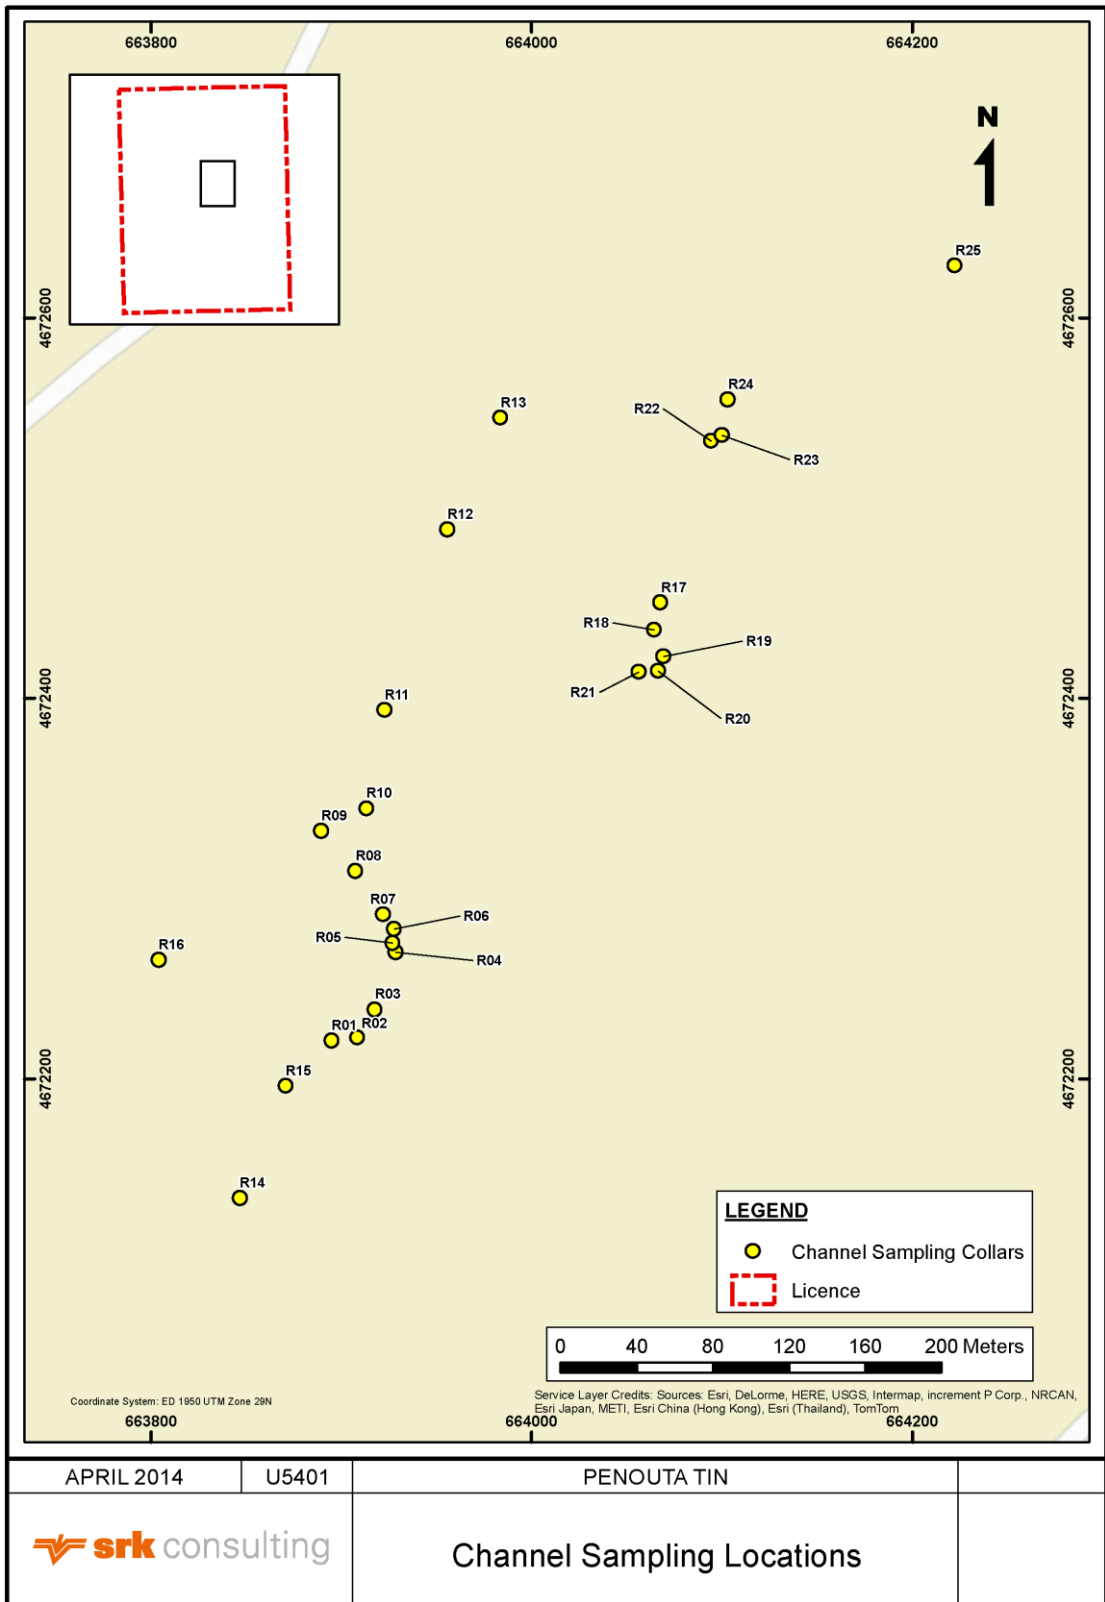 663800 664000 664200
N
R25
4672600 4672600
R24
R22
R13
R23
R12
R17
R18
R19
R21
R20
4672400 4672400
R11
R10
R09
R08
R07
R06
R05
R04
R16
R03
R01 R02
R15
4672200 4672200
R14
LEGEND
Channel Sampling Collars
Licence
0 40 80 120 160 200 Meters
Coordinate System: ED 1950 UTM Zone 29N
Service Layer Credits: Sources: Esri, DeLorme, HERE, USGS, Intermap, increment P Corp., NRCAN,
Esri Japan, METI, Esri China (Hong Kong), Esri (Thailand), TomTom
663800 664000 664200
APRIL 2014 U5401 PENOUTA TIN
srk consulting
Channel Sampling Locations